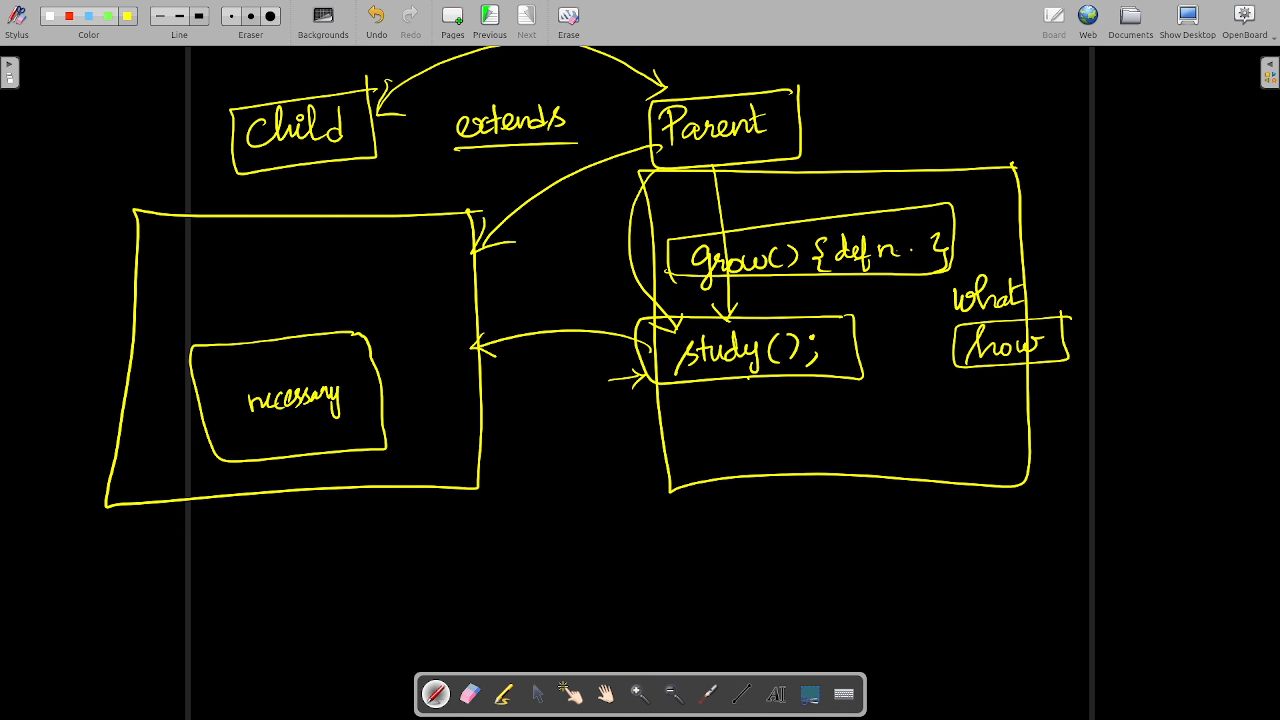 Stylus
Color
Line
Eraser
Backgrounds
Undo
Redo
Pages
Previous
Next
Erase
Board
Web
Documents
Show Desktop
OpenBoard
Child
extends
Parent
grow() {defn. }
what
how
study();
necessary
AI